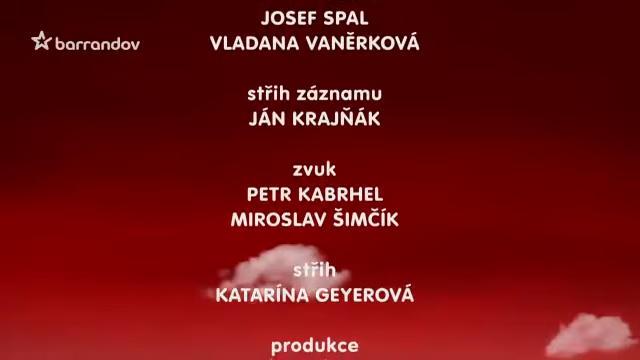 JOSEF SPAL
barrandov
VLADANA VANĚRKOVÁ
střih záznamu
JÁN KRAJŇÁK
zvuk
PETR KABRHEL
MIROSLAV ŠIMČÍK
střih
KATARÍNA GEYEROVÁ
produkce